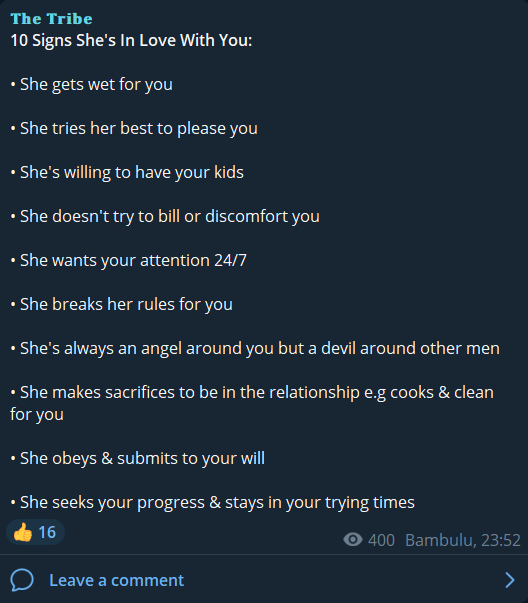 The Tribe
10 Signs She's In Love With You:
• She gets wet for you
• She tries her best to please you
• She's willing to have your kids
• She doesn't try to bill or discomfort you
• She wants your attention 24/7
• She breaks her rules for you
• She's always an angel around you but a devil around other men
• She makes sacrifices to be in the relationship e.g cooks & clean
for you
• She obeys & submits to your will
• She seeks your progress & stays in your trying times
👍 16
400 Bambulu, 23:52
Leave a comment